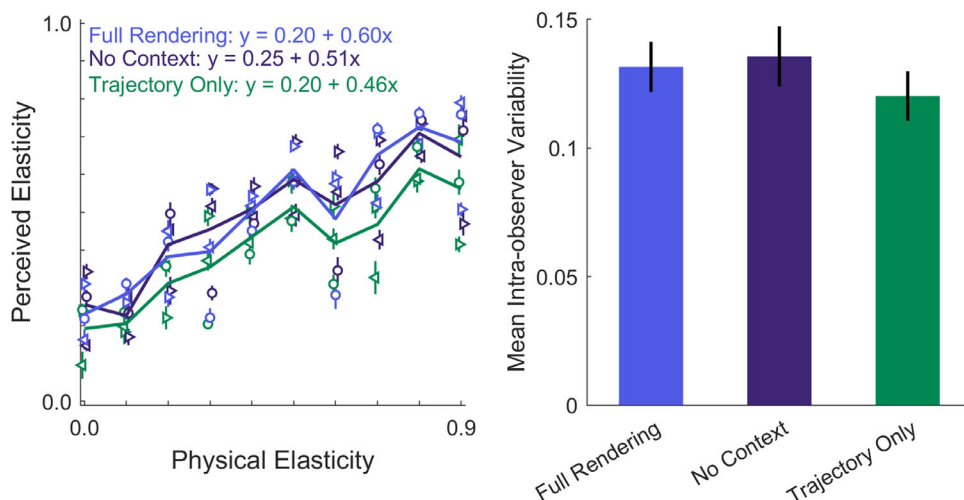 1.0
Full Rendering: y = 0.20 + 0.60x
No Context: y = 0.25 + 0.51x
Trajectory Only: y = 0.20 + 0.46x
Perceived Elasticity
0.0
0.0
0.9
Physical Elasticity
0.15
0.1
0.05
0
Mean Intra-observer Variability
Full Rendering
No Context
Trajectory Only